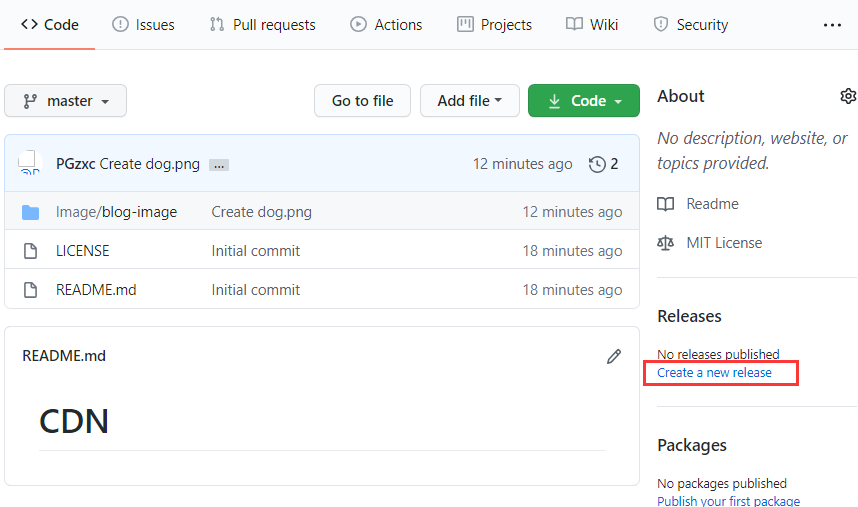 Code Issues Pull requests Actions Projects Wiki Security ...
master Go to file Add file Code
PGzxc Create dog.png ... 12 minutes ago 2
Image/blog-image Create dog.png 12 minutes ago
LICENSE Initial commit 18 minutes ago
README.md Initial commit 18 minutes ago
README.md
CDN
About
No description, website, or
topics provided.
Readme
MIT License
Releases
No releases published
Create a new release
Packages
No packages published
Publish your first package